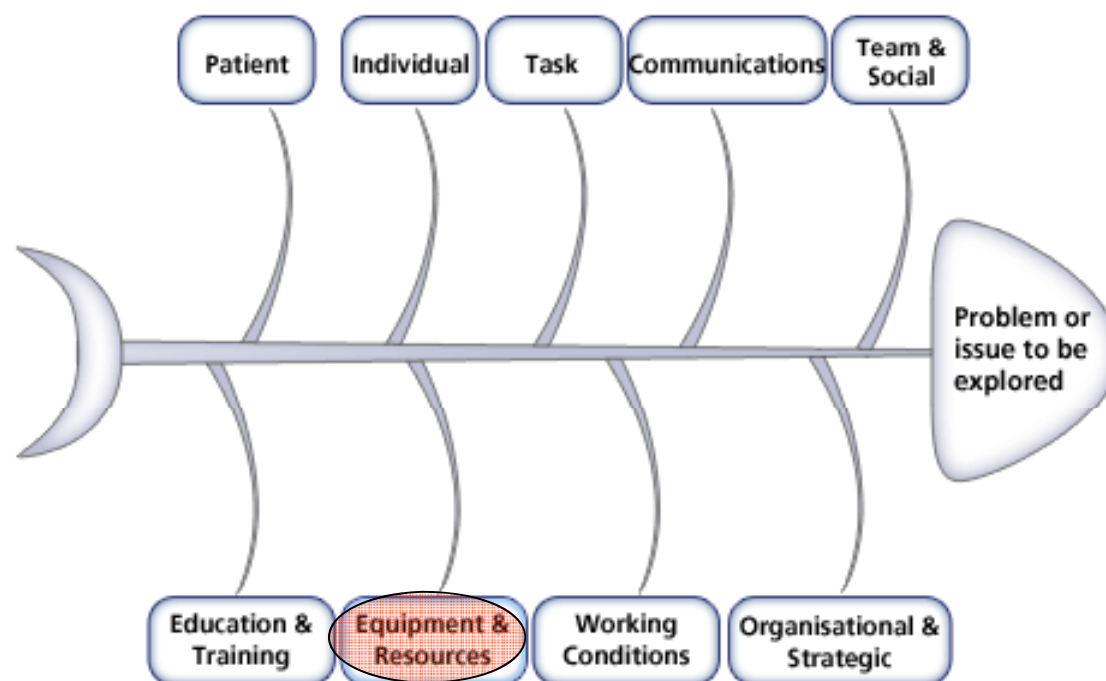 Patient
Individual
Task
Communications
Team &
Social
Problem or
issue to be
explored
Education &
Training
Equipment &
Resources
Working
Conditions
Organisational &
Strategic